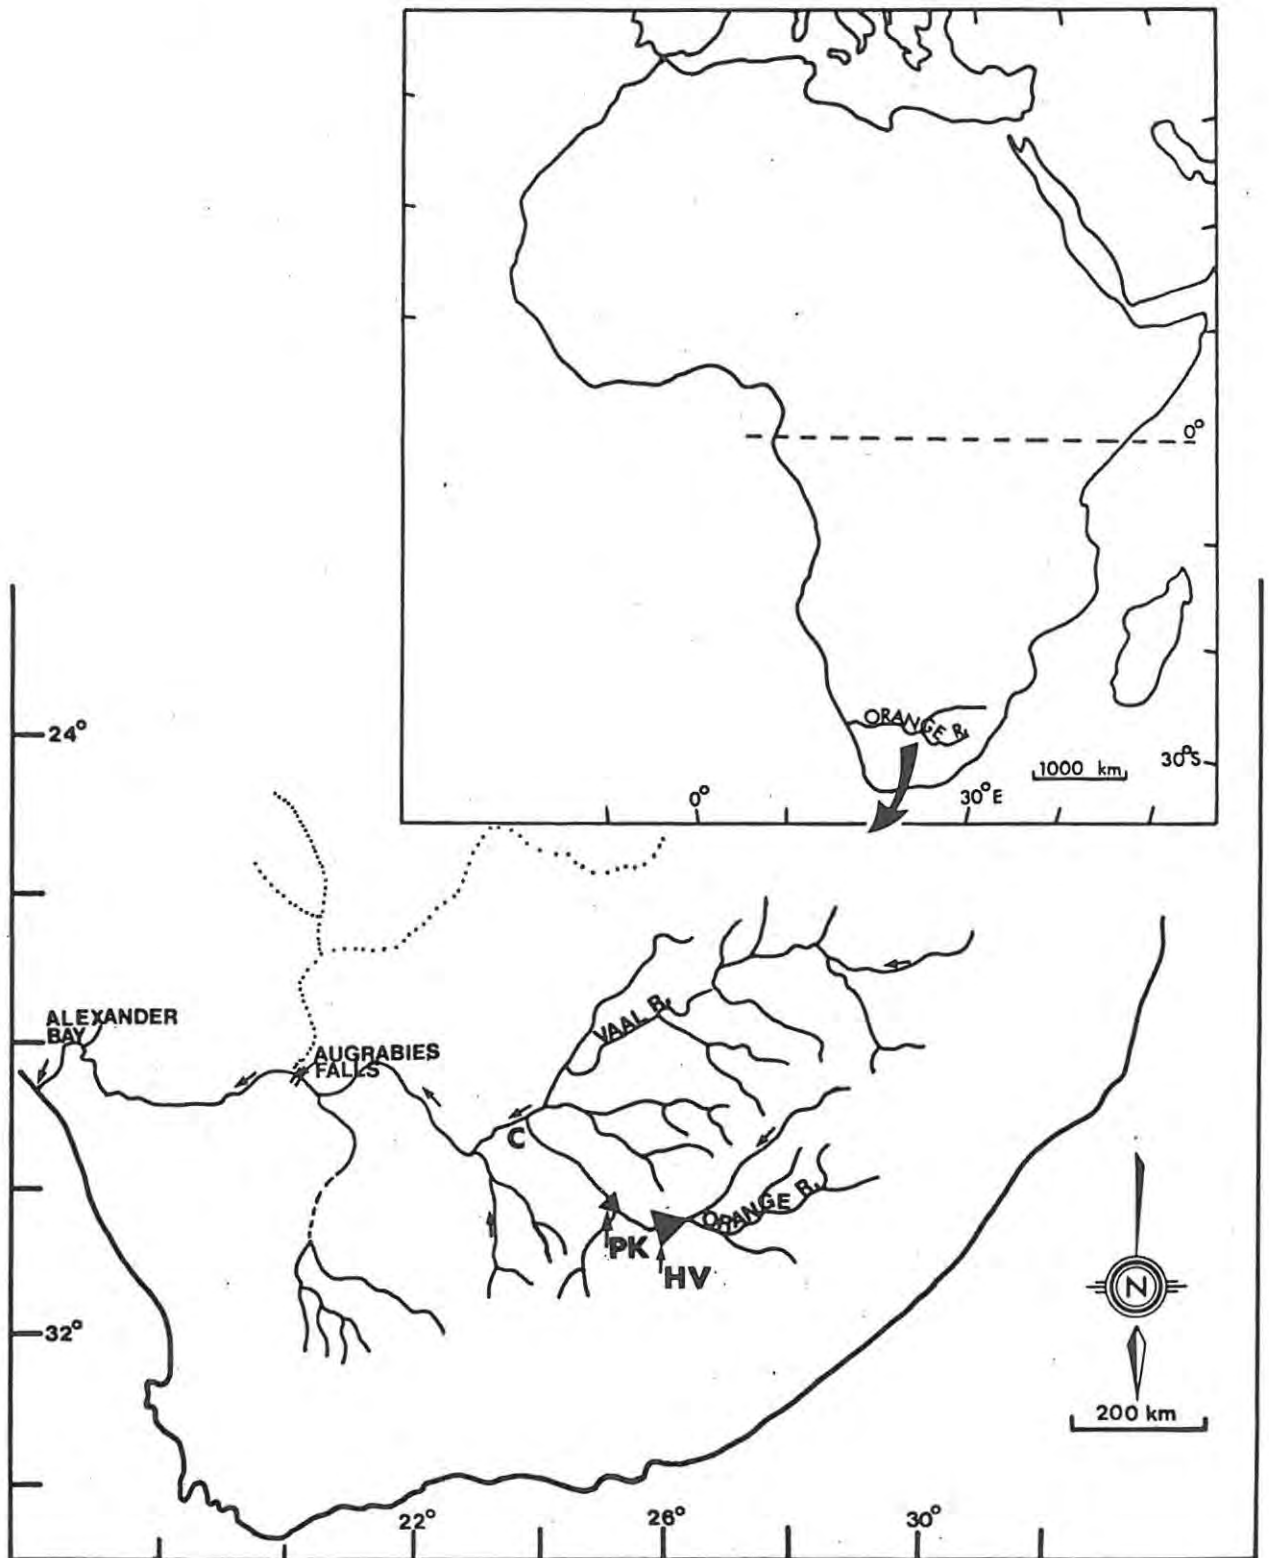 0°
ORANGE R.
30°S
1000 km
0°
30°E
24°
ALEXANDER
BAY
VAAL R.
AUGRABIES
FALLS
C
ORANGE R.
PK
HV
N
32°
200 km
22°
26°
30°